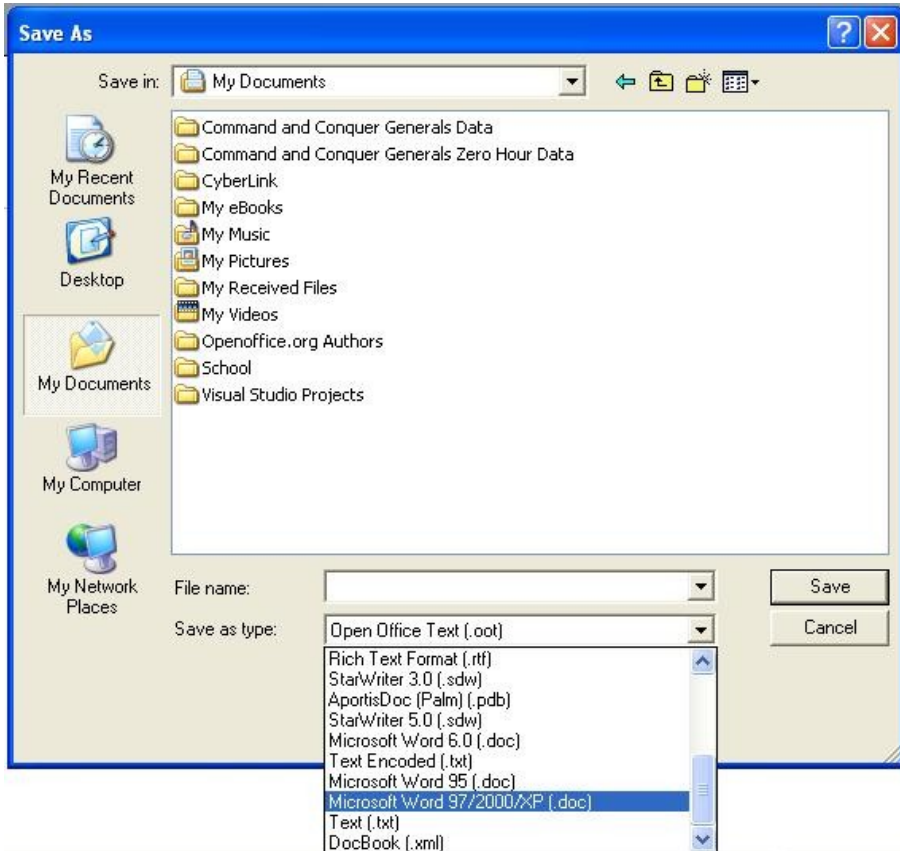 Save As
Save in:
My Documents
My Recent
Documents
Desktop
My Documents
My Computer
My Network
Places
Command and Conquer Generals Data
Command and Conquer Generals Zero Hour Data
CyberLink
My eBooks
My Music
My Pictures
My Received Files
My Videos
Openoffice.org Authors
School
Visual Studio Projects
File name:
Save
Save as type:
Open Office Text (.oot)
Cancel
Rich Text Format (.rtf)
StarWriter 3.0 (.sdw)
AportisDoc (Palm) (.pdb)
StarWriter 5.0 (.sdw)
Microsoft Word 6.0 (.doc)
Text Encoded (.txt)
Microsoft Word 95 (.doc)
Microsoft Word 97/2000/XP (.doc)
Text (.txt)
DocBook (.xml)